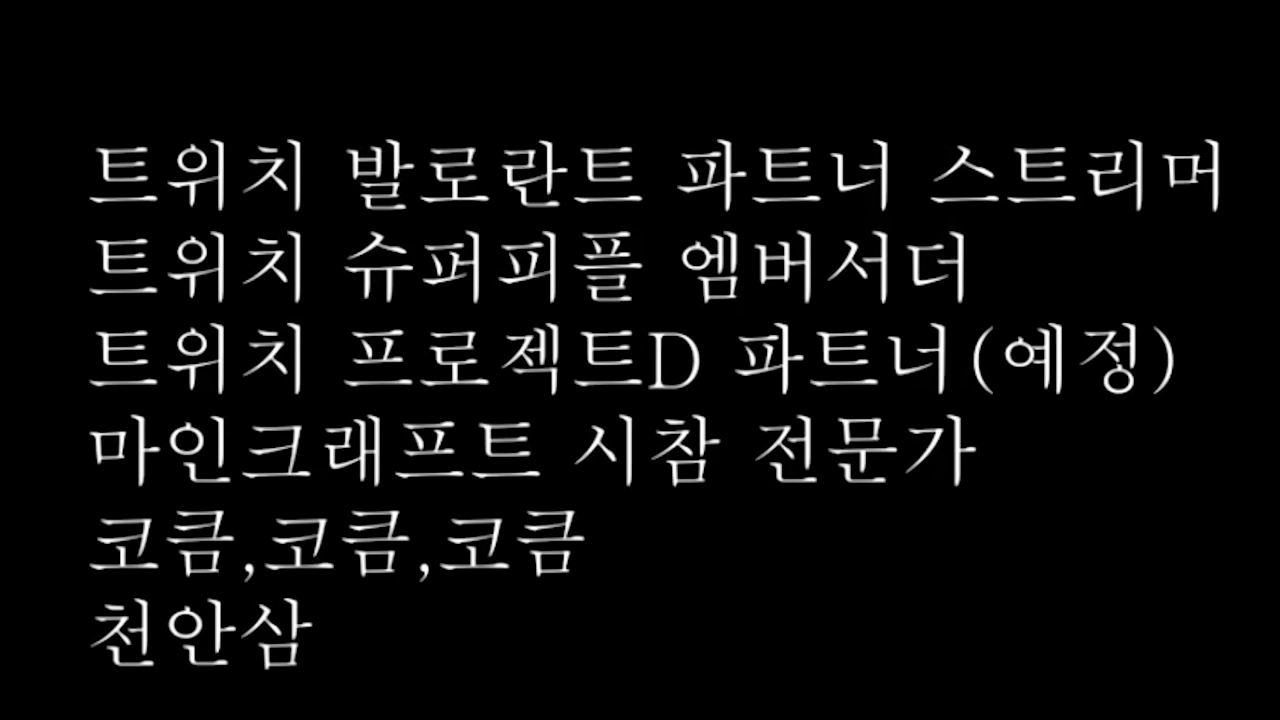 트위치 발로란트 파트너 스트리머
트위치 슈퍼피플 엠버서더
트위치 프로젝트D 파트너(예정)
마인크래프트 시참 전문가
코큼,코큼,코큼
천안삼